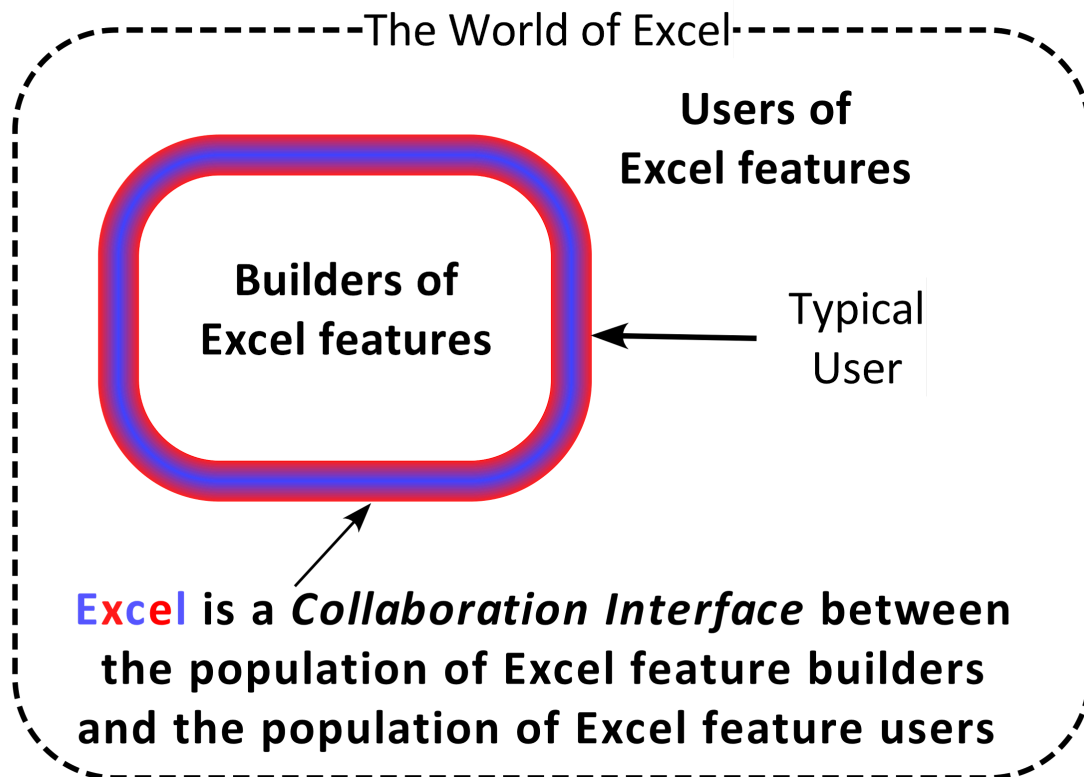 The World of Excel
Users of
Excel features
Builders of
Excel features
Typical
User
Excel is a Collaboration Interface between
the population of Excel feature builders
and the population of Excel feature users